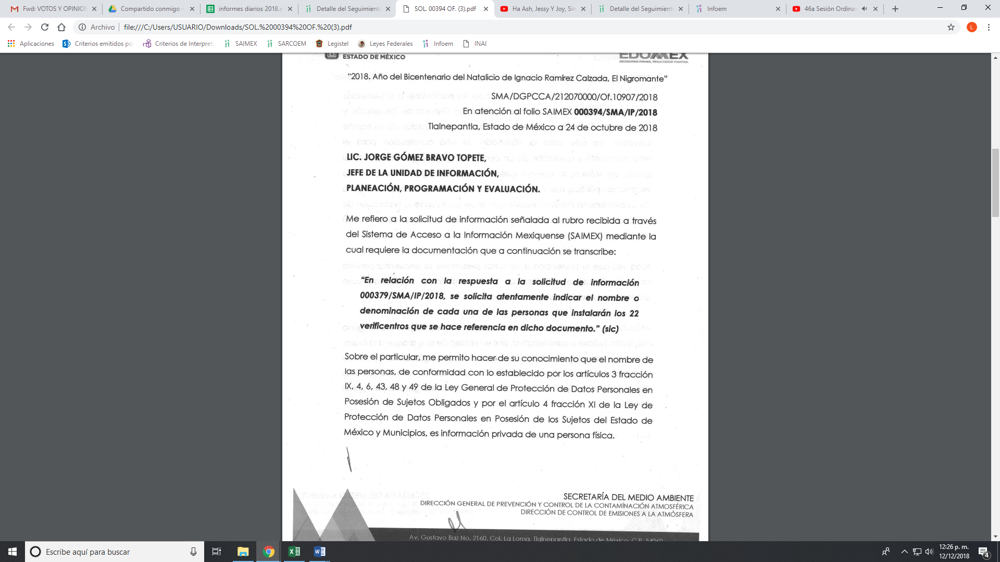 Fwd: VOTOS Y OPINION
Compartido conmigo -
informes diarios 2018.x
Detalle del Seguimiento
SOL. 00394 OF. (3).pdf
Ha Ash, Jessy Y Joy, Sin
Detalle del Seguimiento
Infoem
46a Sesión Ordinar
Archivo
file:///C:/Users/USUARIO/Downloads/SOL.%2000394%20OF.%20(3).pdf
L
Aplicaciones
Criterios emitidos po
Criterios de Interpreta
SAIMEX
SARCOEM
Legistel
Leyes Federales
Infoem
INAI
ESTADO DE MÉXICO
EDOMEX
DECISIONES FIRMES, RESULTADOS FUERTES.
"2018. Año del Bicentenario del Natalicio de Ignacio Ramírez Calzada, El Nigromante"
SMA/DGPCCA/212070000/Of.10907/2018
En atención al folio SAIMEX 000394/SMA/IP/2018
Tlalnepantla, Estado de México a 24 de octubre de 2018
LIC. JORGE GÓMEZ BRAVO TOPETE,
JEFE DE LA UNIDAD DE INFORMACIÓN,
PLANEACIÓN, PROGRAMACIÓN Y EVALUACIÓN.
Me refiero a la solicitud de información señalada al rubro recibida a través
del Sistema de Acceso a la Información Mexiquense (SAIMEX) mediante la
cual requiere la documentación que a continuación se transcribe:
"En relación con la respuesta a la solicitud de información
000379/SMA/IP/2018, se solicita atentamente indicar el nombre o
denominación de cada una de las personas que instalarán los 22
verificentros que se hace referencia en dicho documento." (sic)
Sobre el particular, me permito hacer de su conocimiento que el nombre de
las personas, de conformidad con lo establecido por los artículos 3 fracción
IX, 4, 6, 43, 48 y 49 de la Ley General de Protección de Datos Personales en
Posesión de Sujetos Obligados y por el artículo 4 fracción XI de la Ley de
Protección de Datos Personales en Posesión de los Sujetos del Estado de
México y Municipios, es información privada de una persona física.
SECRETARÍA DEL MEDIO AMBIENTE
DIRECCIÓN GENERAL DE PREVENCIÓN Y CONTROL DE LA CONTAMINACIÓN ATMOSFÉRICA
DIRECCIÓN DE CONTROL DE EMISIONES A LA ATMÓSFERA
Av. Gustavo Baz No. 2160, Col. La Loma, Tlalnepantla, Estado de México, C.P. 54060
Escribe aquí para buscar
12:26 p. m.
12/12/2018
4